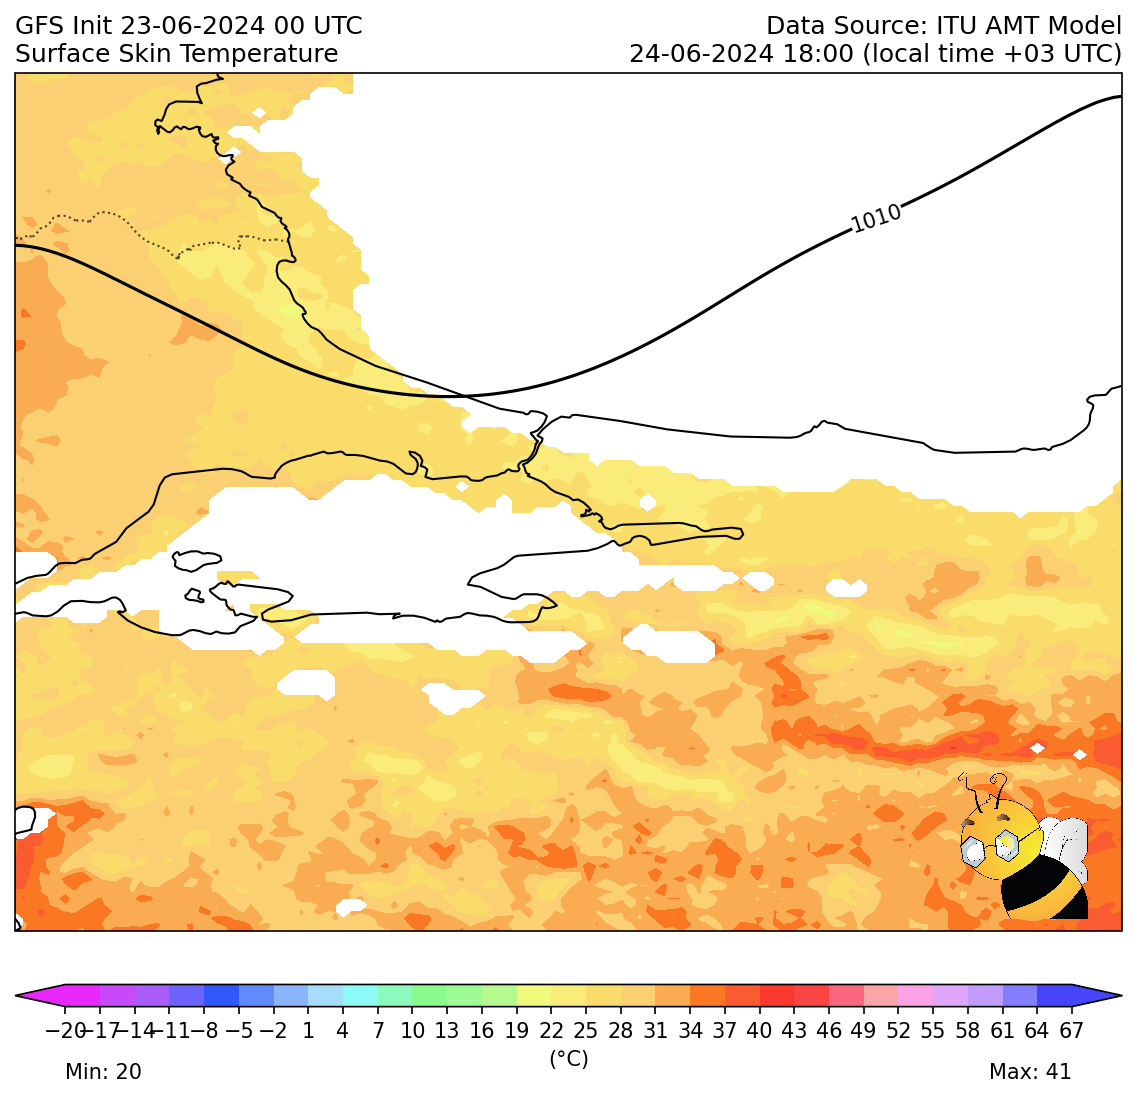 GFS Init 23-06-2024 00 UTC
Surface Skin Temperature
Data Source: ITU AMT Model
24-06-2024 18:00 (local time +03 UTC)
1010
−20 −17 −14 −11 −8 −5 −2 1 4 7 10 13 16 19 22 25 28 31 34 37 40 43 46 49 52 55 58 61 64 67
(°C)
Min: 20
Max: 41